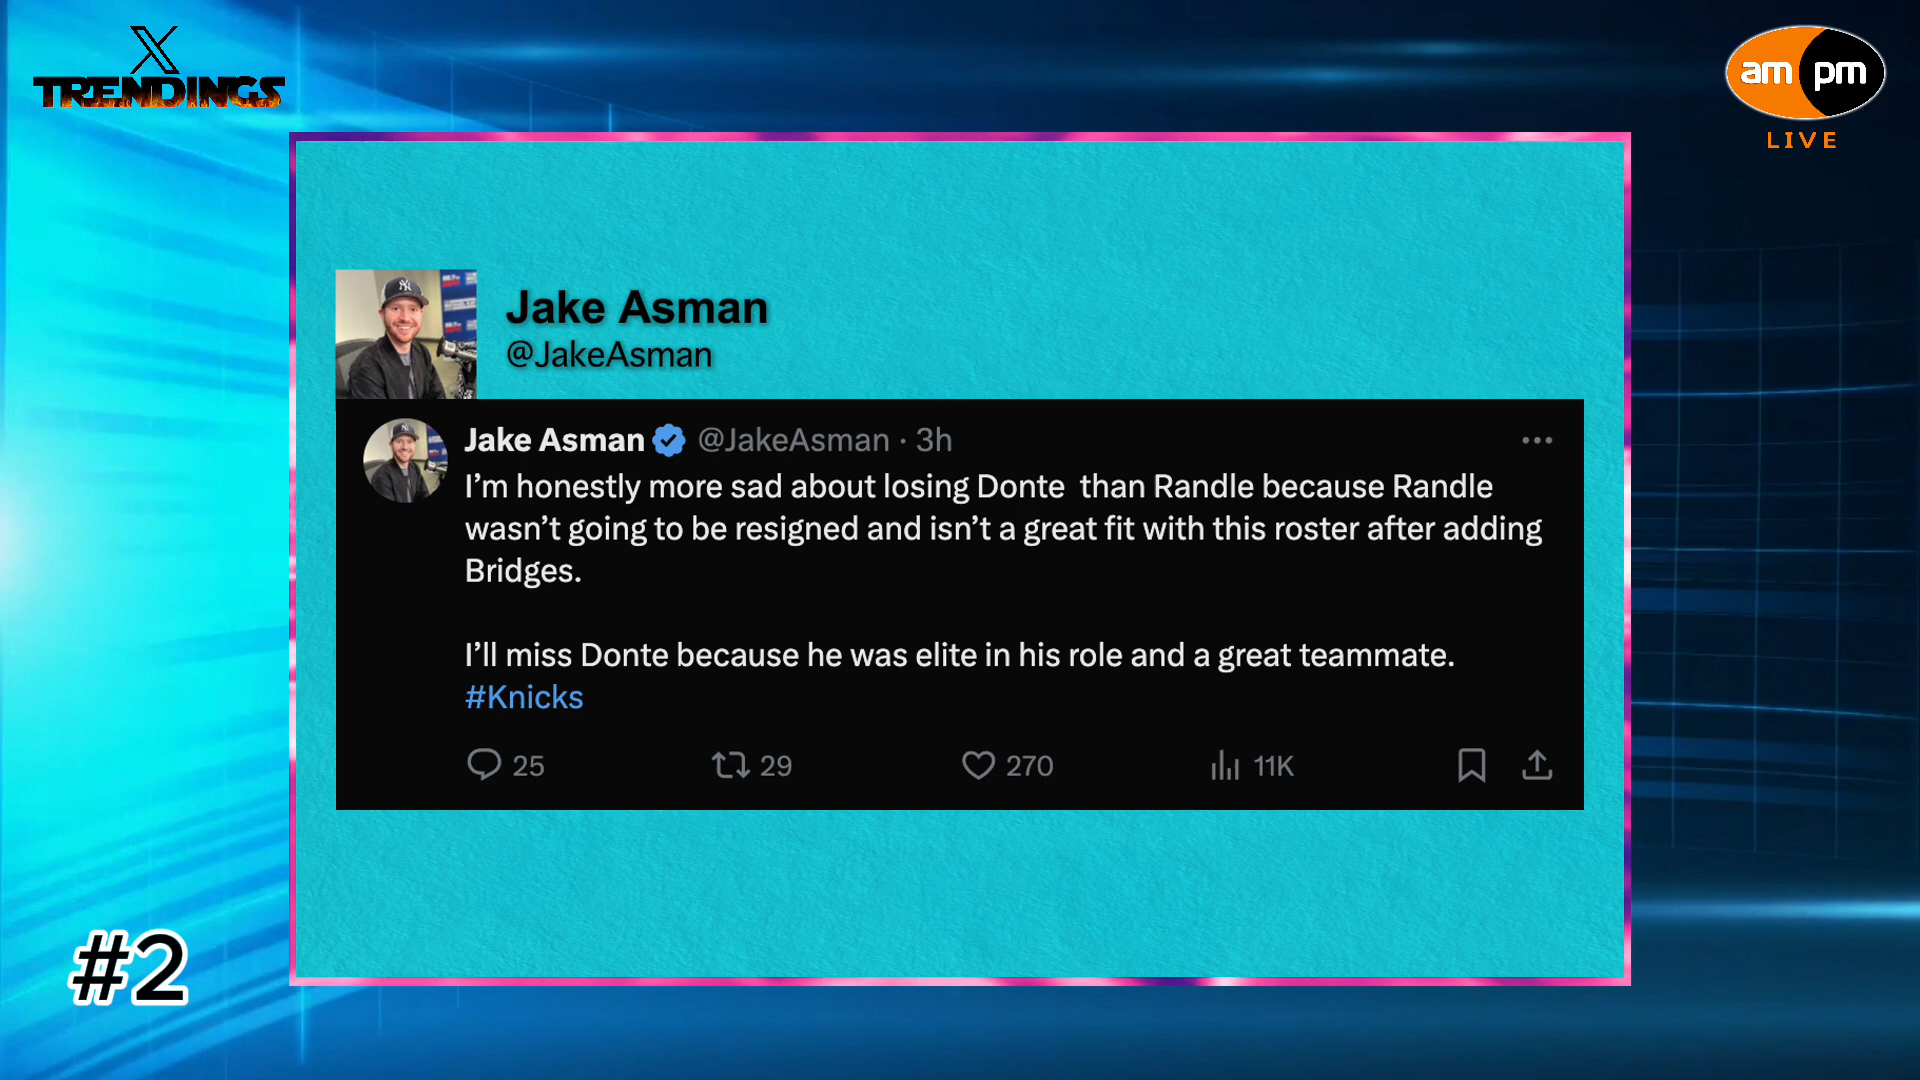 X
TRENDINGS
am pm
LIVE
Jake Asman
@JakeAsman
Jake Asman @JakeAsman · 3h
I'm honestly more sad about losing Donte  than Randle because Randle
wasn't going to be resigned and isn't a great fit with this roster after adding
Bridges.
I'll miss Donte because he was elite in his role and a great teammate.
#Knicks
25 29 270 11K
#2